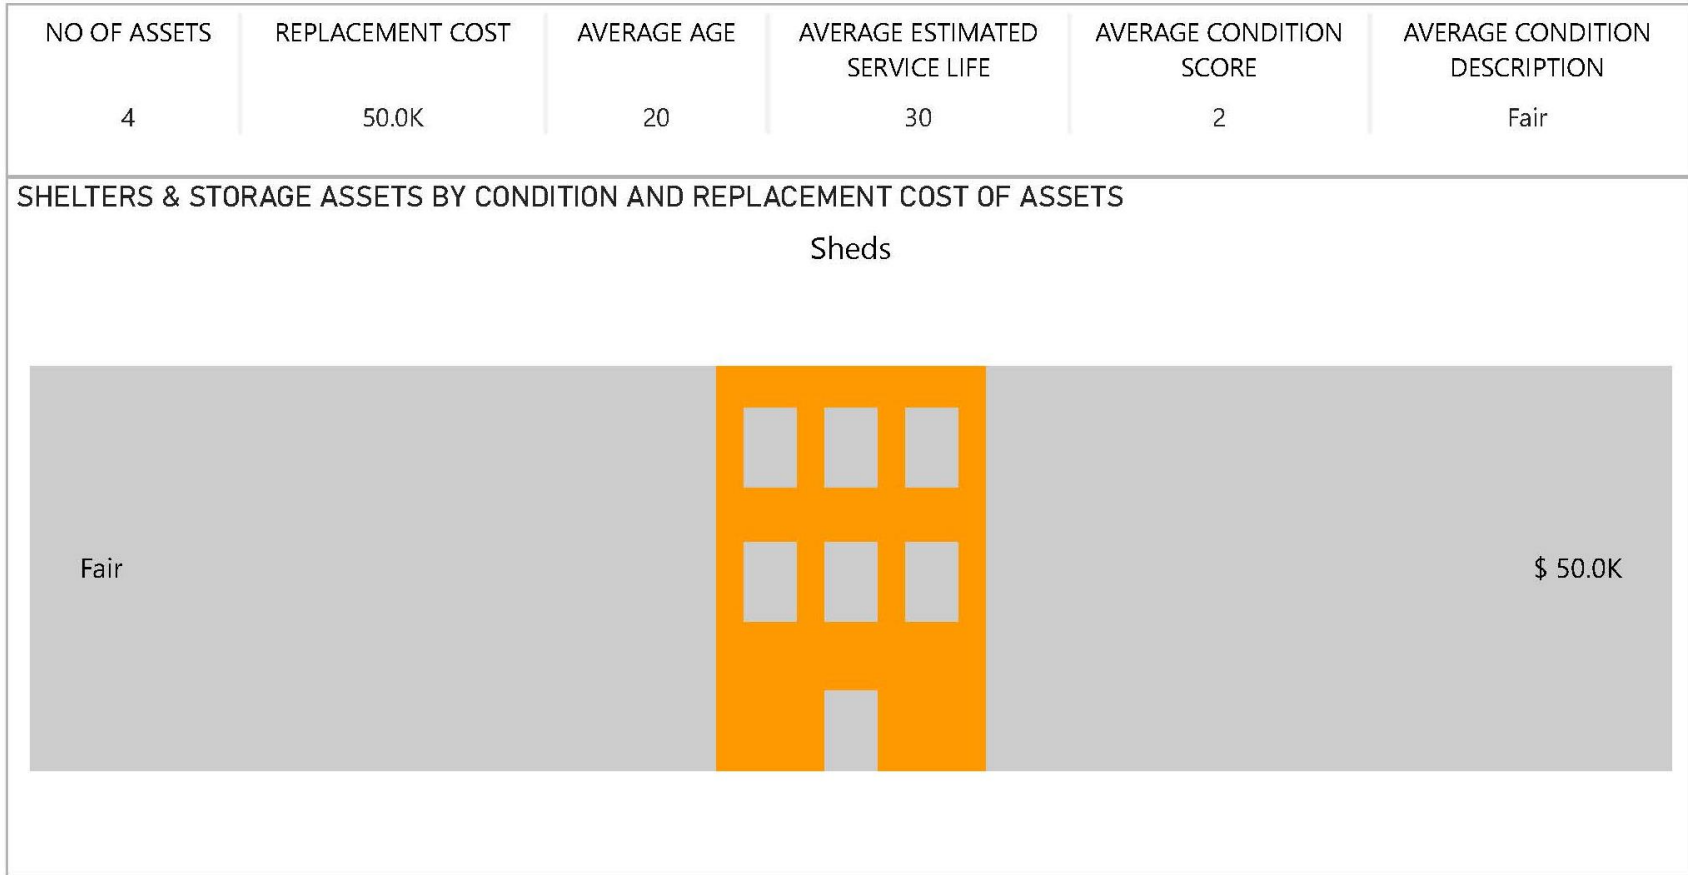 NO OF ASSETS
REPLACEMENT COST
AVERAGE AGE
AVERAGE ESTIMATED
SERVICE LIFE
AVERAGE CONDITION
SCORE
AVERAGE CONDITION
DESCRIPTION
4
50.0K
20
30
2
Fair
SHELTERS & STORAGE ASSETS BY CONDITION AND REPLACEMENT COST OF ASSETS
Sheds
Fair
$ 50.0K